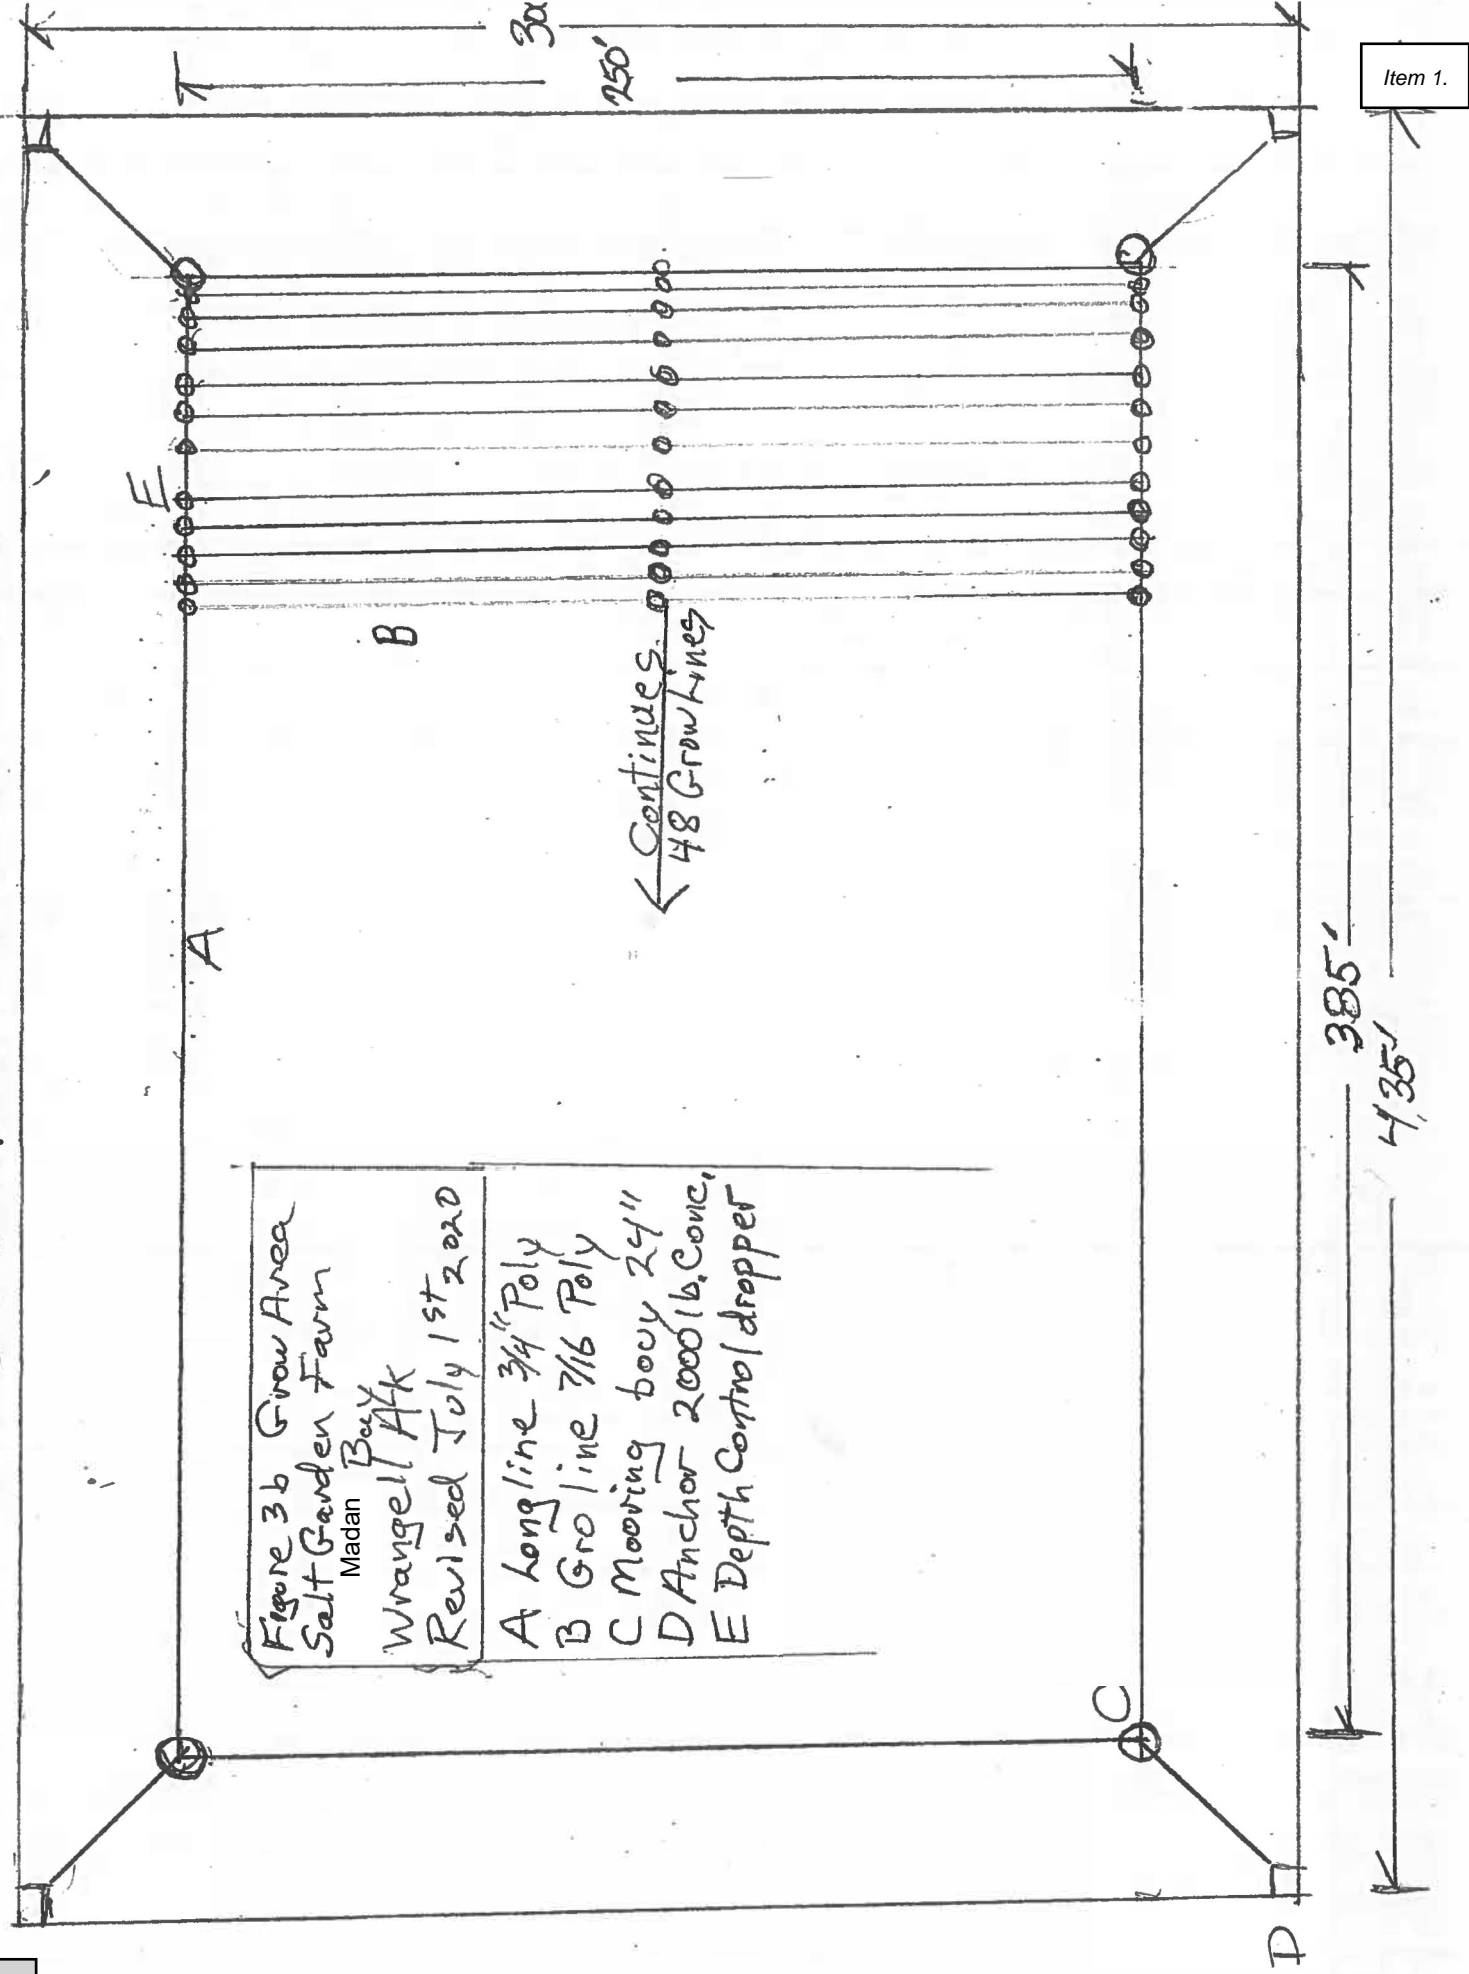 Item 1.
250'
E
B
Continues
48 Grow Lines
A
385'
435'
Figure 3b Grow Area
Salt Garden Farm
Madan Bay
Wrangell AK
Revised July 1st 2020
A Longline 3/4" Poly
B Gro line 7/16 Poly
C Mooring bouy 24"
D Anchor 2000 lb. Conc.
E Depth Control dropper
C
D